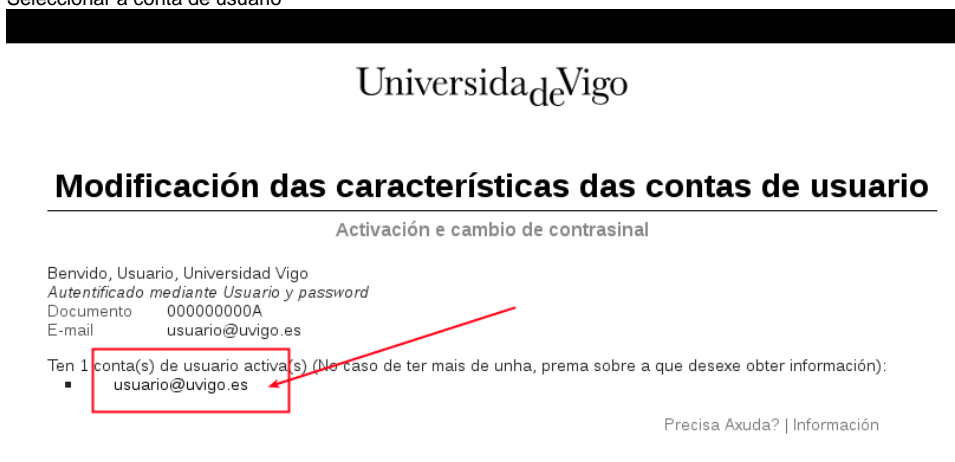 Seleccionar a conta de usuario
UniversidadeVigo
Modificación das características das contas de usuario
Activación e cambio de contrasinal
Benvido, Usuario, Universidad Vigo
Autentificado mediante Usuario y password
Documento 000000000A
E-mail usuario@uvigo.es
Ten 1 conta(s) de usuario activa(s) (No caso de ter mais de unha, prema sobre a que desexe obter información):
▪ usuario@uvigo.es
Precisa Axuda? | Información